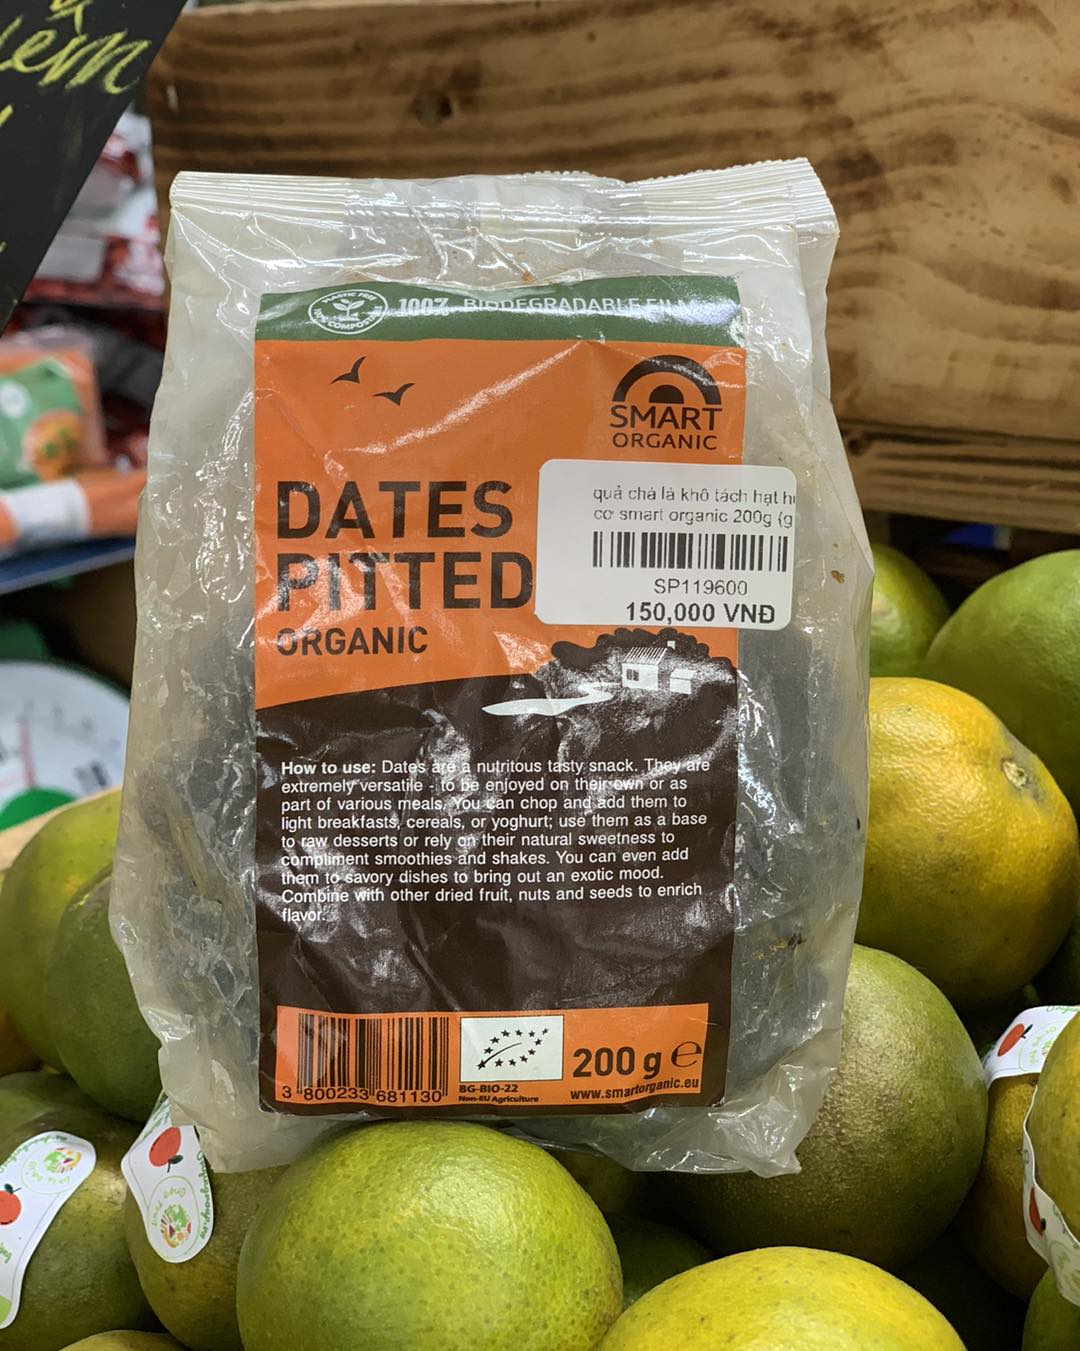 100% BIODEGRADABLE FILM
PLASTIC FREE
SMART
ORGANIC
DATES
PITTED
ORGANIC
quả chà là khô tách hạt
cơ smart organic 200g (g
SP119600
150,000 VNĐ
How to use: Dates are a nutritous tasty snack. They are
extremely versatile - to be enjoyed on their own or as
part of various meals. You can chop and add them to
light breakfasts, cereals, or yoghurt; use them as a base
to raw desserts or rely on their natural sweetness to
compliment smoothies and shakes. You can even add
them to savory dishes to bring out an exotic mood.
Combine with other dried fruit, nuts and seeds to enrich
flavor.
3 800233 681130
BG-BIO-22
Non-EU Agriculture
200 g e
www.smartorganic.eu